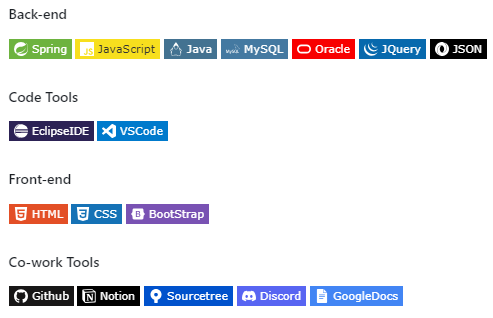 Back-end
Spring JavaScript Java MySQL Oracle JQuery JSON
Code Tools
EclipseIDE VSCode
Front-end
HTML CSS BootStrap
Co-work Tools
Github Notion Sourcetree Discord GoogleDocs